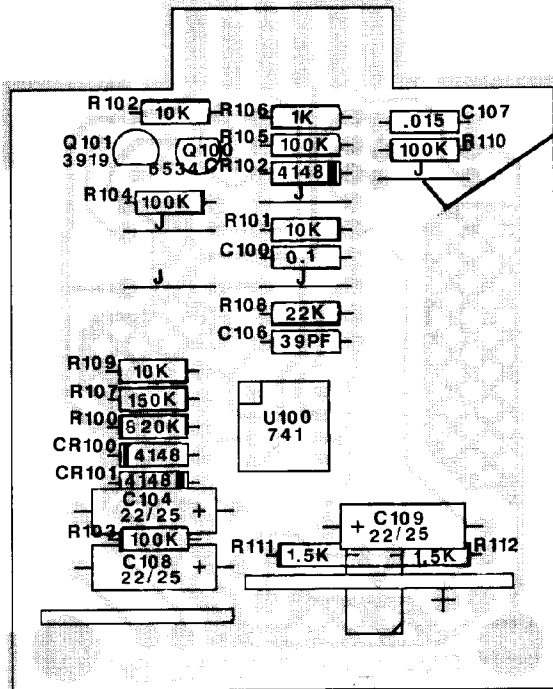 R102 10K
R106 1K
C107 .015
Q101 3919
Q100 6534
R105 100K
R110 100K
CR102 4148
J
J
R104 100K
J
R101 10K
C100 0.1
J
J
R108 22K
C106 39PF
R109 10K
R107 150K
R100 820K
U100 741
CR100 4148
CR101 4148
C104 22/25 +
R103 100K
C108 22/25 +
+ C109 22/25
R111 1.5K
1.5K R112
+